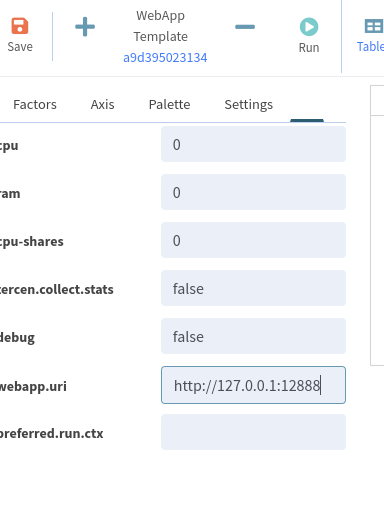 Save
WebApp
Template
a9d395023134
Run
Table
Factors Axis Palette Settings
cpu 0
ram 0
cpu-shares 0
tercen.collect.stats false
debug false
webapp.uri http://127.0.0.1:12888
preferred.run.ctx